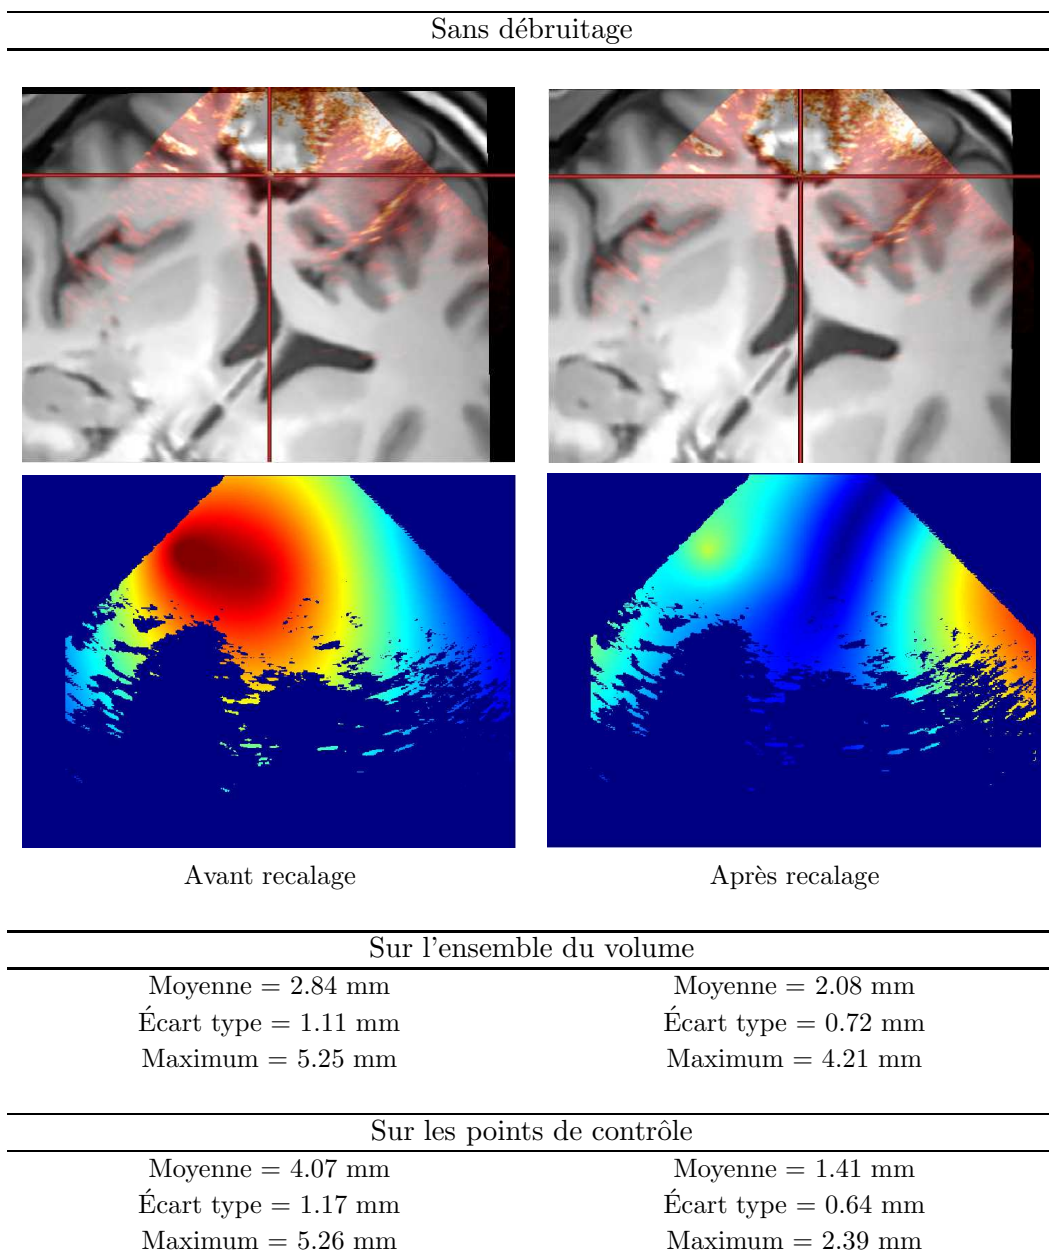 Sans débruitage
Avant recalage
Après recalage
Sur l'ensemble du volume
Moyenne = 2.84 mm
Moyenne = 2.08 mm
Écart type = 1.11 mm
Écart type = 0.72 mm
Maximum = 5.25 mm
Maximum = 4.21 mm
Sur les points de contrôle
Moyenne = 4.07 mm
Moyenne = 1.41 mm
Écart type = 1.17 mm
Écart type = 0.64 mm
Maximum = 5.26 mm
Maximum = 2.39 mm